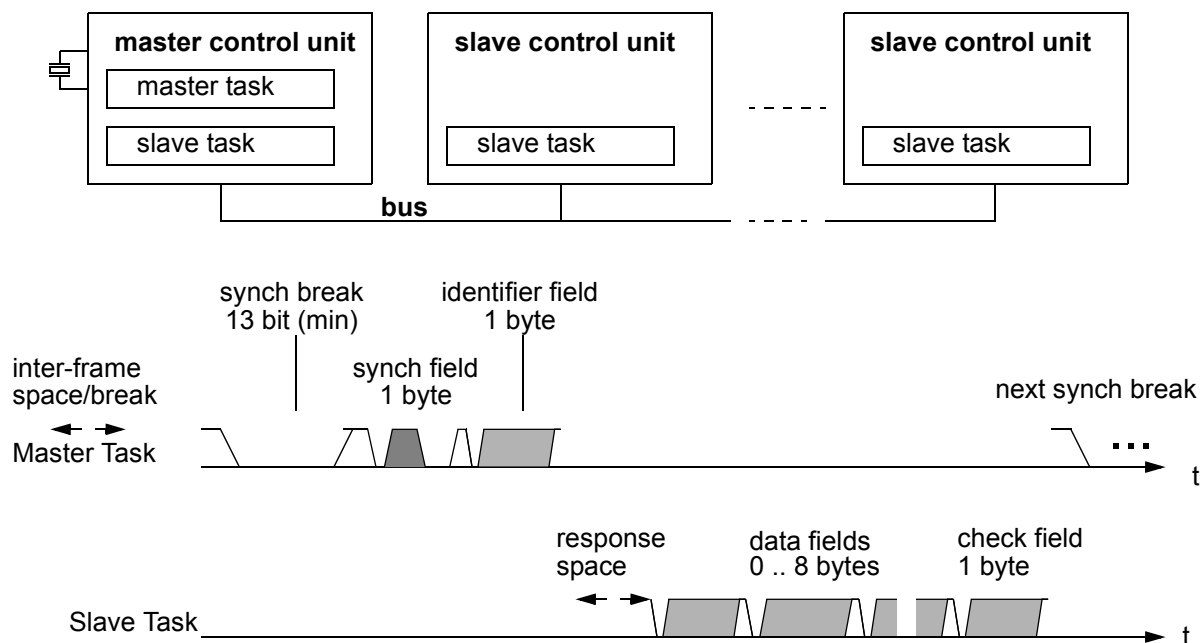 master control unit
master task
slave task
slave control unit
slave task
slave control unit
slave task
bus
synch break
13 bit (min)
identifier field
1 byte
inter-frame
space/break
synch field
1 byte
next synch break
Master Task
t
response
space
data fields
0 .. 8 bytes
check field
1 byte
Slave Task
t